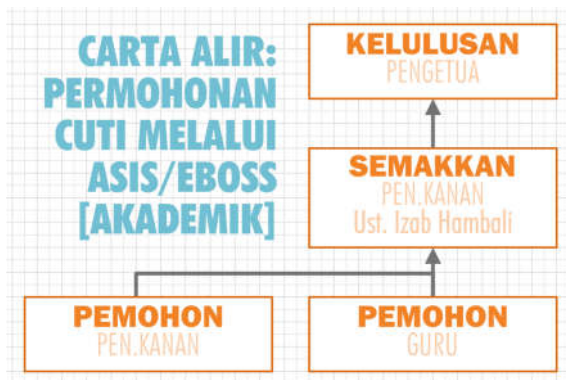 CARTA ALIR:
PERMOHONAN
CUTI MELALUI
ASIS/EBOSS
[AKADEMIK]
KELULUSAN
PENGETUA
SEMAKKAN
PEN.KANAN
Ust. Izab Hambali
PEMOHON
PEN.KANAN
PEMOHON
GURU